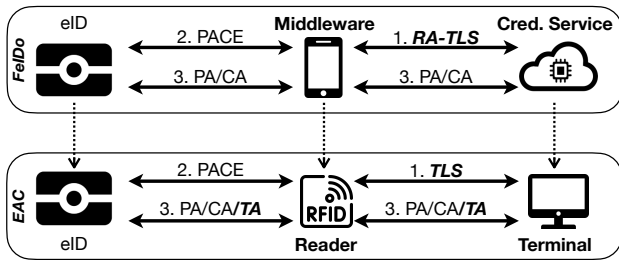 eID
Middleware
Cred. Service
FeIDo
2. PACE
1. RA-TLS
3. PA/CA
3. PA/CA
EAC
2. PACE
1. TLS
3. PA/CA/TA
RFID
3. PA/CA/TA
eID
Reader
Terminal